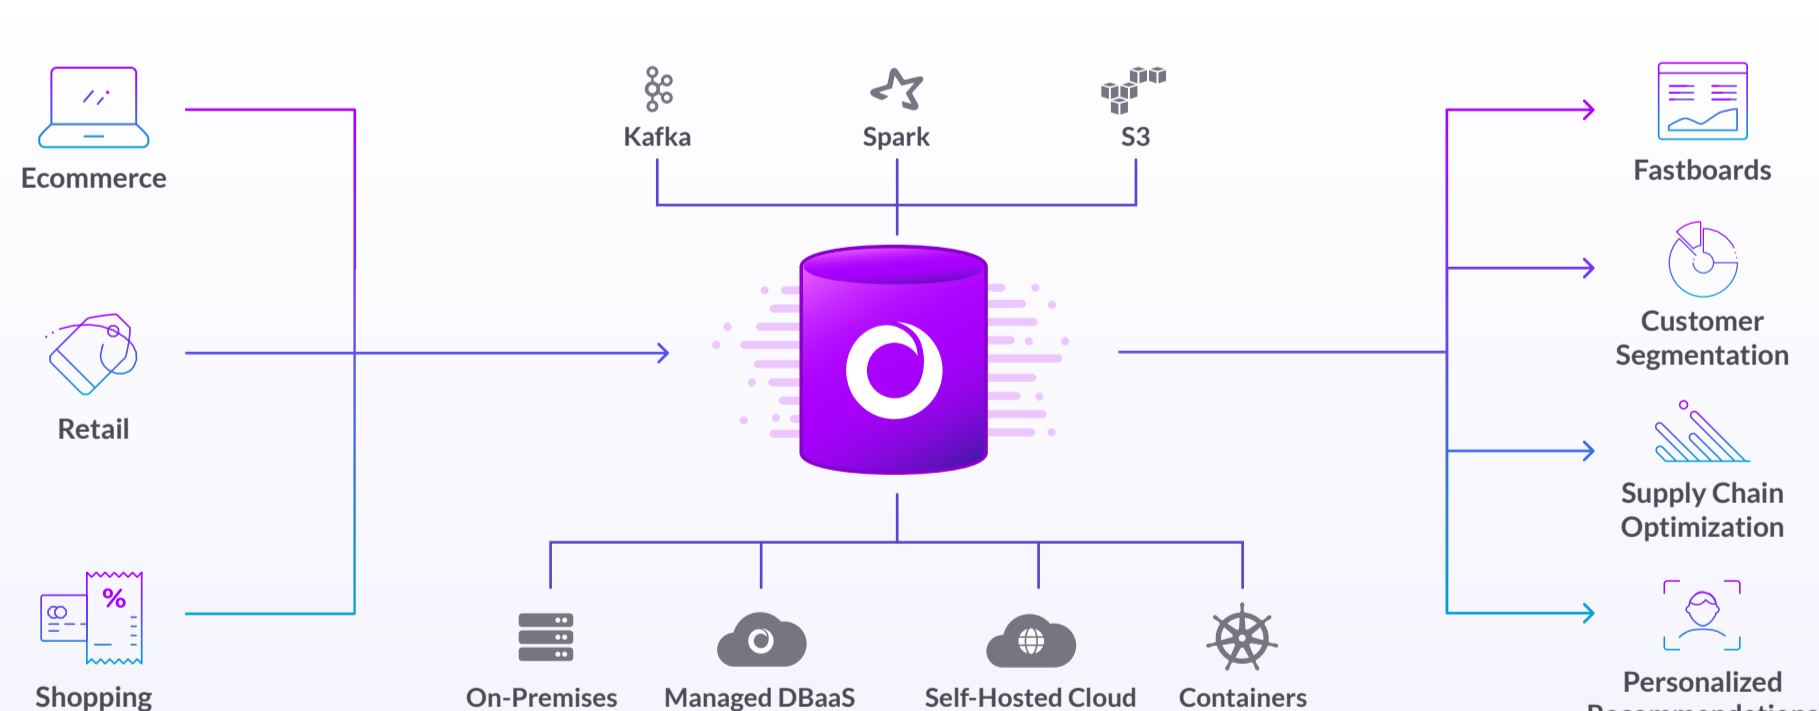 Ecommerce
Retail
Shopping
Kafka
Spark
S3
%
On-Premises
Managed DBaaS
Self-Hosted Cloud
Containers
Fastboards
Customer
Segmentation
Supply Chain
Optimization
Personalized